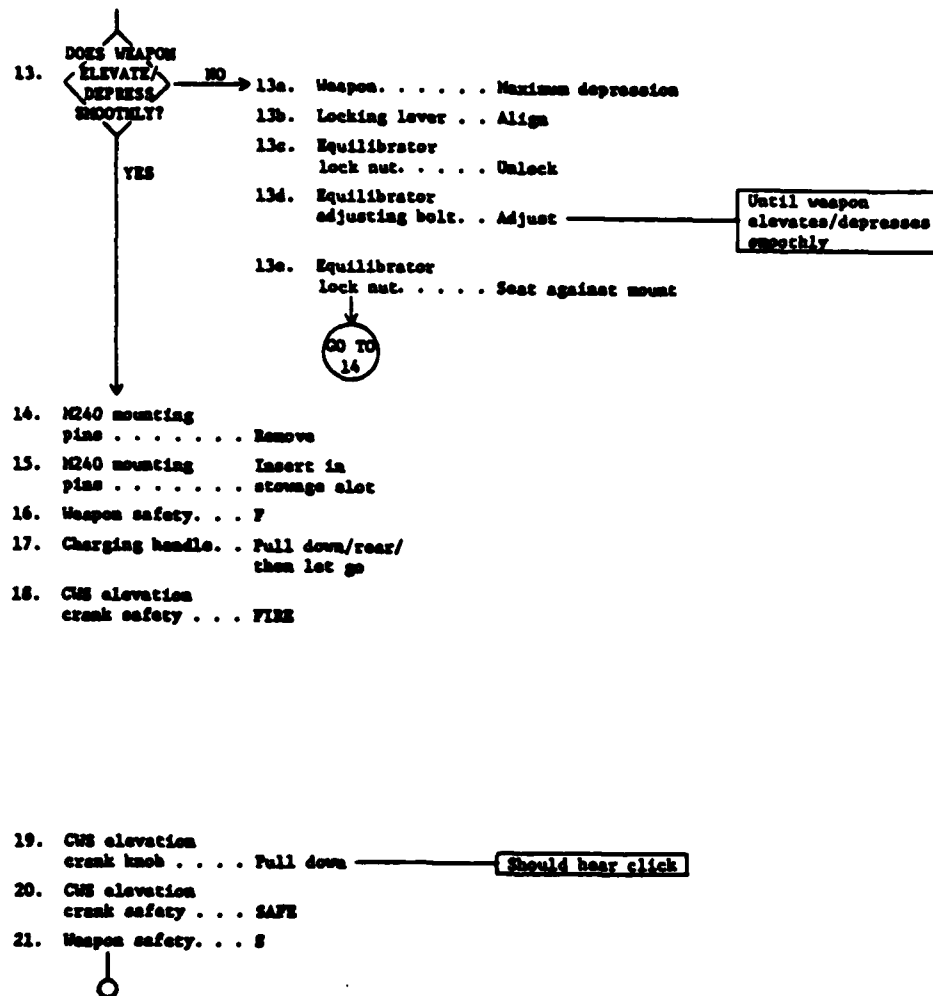 DOES WEAPON
13. ELEVATE/
DEPRESS
SMOOTHLY?
NO
YES
13a. Weapon. . . . . . Maximum depression
13b. Locking lever . . Align
13c. Equilibrator
lock nut. . . . . Unlock
13d. Equilibrator
adjusting bolt. . Adjust
Until weapon
elevates/depresses
smoothly
13e. Equilibrator
lock nut. . . . . Seat against mount
GO TO
14
14. M240 mounting
pins . . . . . . . Remove
15. M240 mounting Insert in
pins . . . . . . . stowage slot
16. Weapon safety. . . F
17. Charging handle. . Pull down/rear/
then let go
18. CWS elevation
crank safety . . . FIRE
19. CWS elevation
crank knob . . . . Pull down
Should hear click
20. CWS elevation
crank safety . . . SAFE
21. Weapon safety. . . S